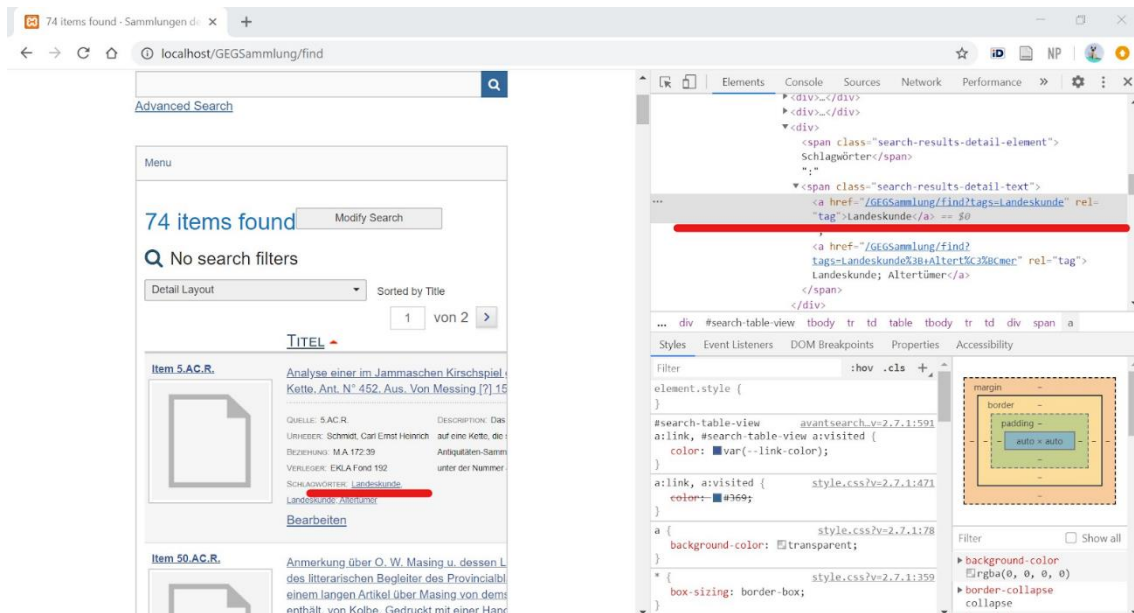 74 items found · Sammlungen de
localhost/GEGSammlung/find
NP
Advanced Search
Menu
74 items found
Modify Search
No search filters
Detail Layout
Sorted by Title
1 von 2
TITEL
Item 5.AC.R.
Analyse einer im Jammaschen Kirschspiel
Kette. Ant. N° 452. Aus. Von Messing [?] 15
QUELLE: 5.AC.R.
URHEBER: Schmidt, Carl Ernst Heinrich
BEZIEHUNG: M.A.172:39
VERLEGER: EKLA Fond 192
SCHLAGWÖRTER: Landeskunde,
Landeskunde; Altertümer
DESCRIPTION: Das
auf eine Kette, die
Antiquitäten-Samm
unter der Nummer
Bearbeiten
Item 50.AC.R.
Anmerkung über O. W. Masing u. dessen L
des litterarischen Begleiter des Provincialbl
einem langen Artikel über Masing von dems
enthält, von Kolbe. Gedruckt mit einer Hand
Elements Console Sources Network Performance »
<div>…</div>
<div>…</div>
<div>
<span class="search-results-detail-element">
Schlagwörter</span>
":"
<span class="search-results-detail-text">
<a href="/GEGSammlung/find?tags=Landeskunde" rel=
"tag">Landeskunde</a> == $0
<a href="/GEGSammlung/find?
tags=Landeskunde%3B+Altert%C3%BCmer" rel="tag">
Landeskunde; Altertümer</a>
</span>
</div>
... div #search-table-view tbody tr td table tbody tr td div span a
Styles Event Listeners DOM Breakpoints Properties Accessibility
Filter :hov .cls +
element.style {
}
#search-table-view avantsearch…v=2.7.1:591
a:link, #search-table-view a:visited {
color: var(--link-color);
}
a:link, a:visited { style.css?v=2.7.1:471
color: #369;
}
a { style.css?v=2.7.1:78
background-color: transparent;
}
* { style.css?v=2.7.1:359
box-sizing: border-box;
}
margin -
border -
padding -
auto × auto
Filter Show all
background-color
rgba(0, 0, 0, 0)
border-collapse
collapse